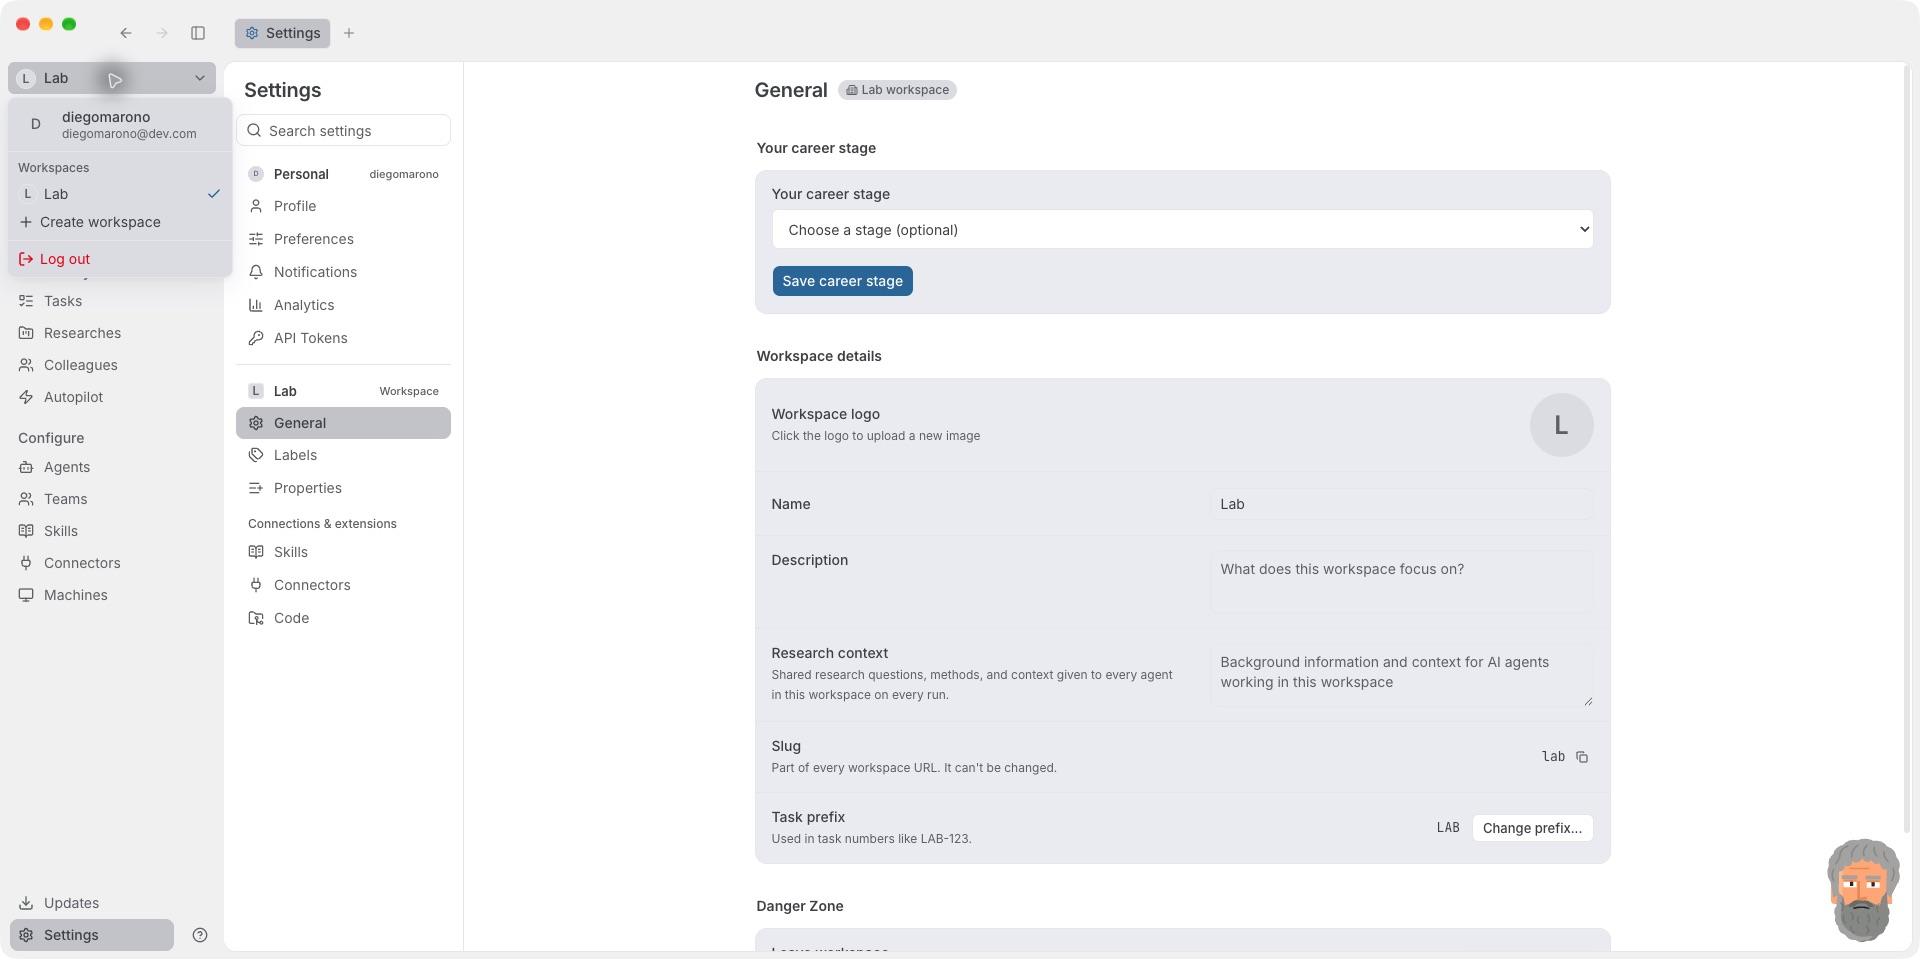 Settings
L Lab
D
diegomarono
diegomarono@dev.com
Workspaces
L Lab
Create workspace
Log out
Tasks
Researches
Colleagues
Autopilot
Configure
Agents
Teams
Skills
Connectors
Machines
Updates
Settings
Settings
Search settings
D Personal diegomarono
Profile
Preferences
Notifications
Analytics
API Tokens
L Lab Workspace
General
Labels
Properties
Connections & extensions
Skills
Connectors
Code
General Lab workspace
Your career stage
Your career stage
Choose a stage (optional)
Save career stage
Workspace details
Workspace logo
Click the logo to upload a new image
L
Name Lab
Description What does this workspace focus on?
Research context
Shared research questions, methods, and context given to every agent
in this workspace on every run.
Background information and context for AI agents
working in this workspace
Slug
Part of every workspace URL. It can't be changed.
lab
Task prefix
Used in task numbers like LAB-123.
LAB Change prefix...
Danger Zone